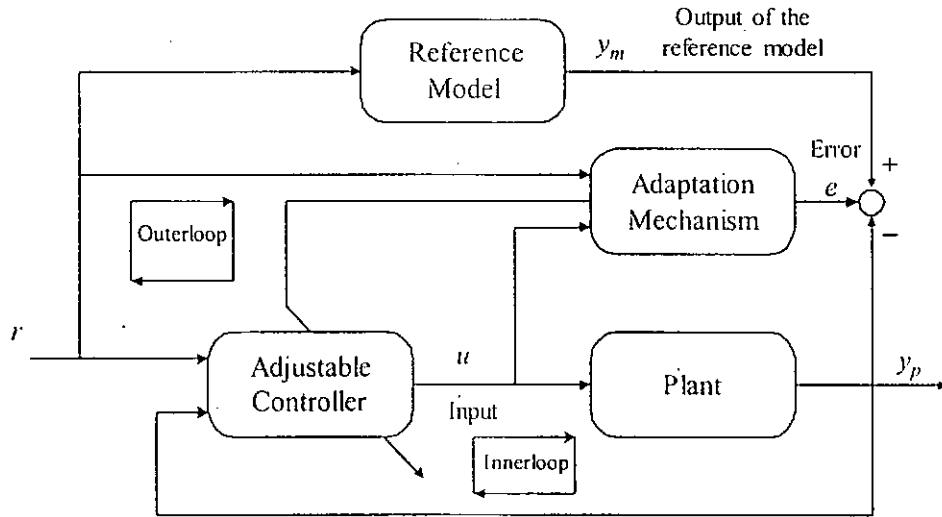 Output of the
reference model
y_m
Reference
Model
Error
+
Adaptation
Mechanism
e
−
Outerloop
r
Adjustable
Controller
u
Input
Plant
y_p
Innerloop